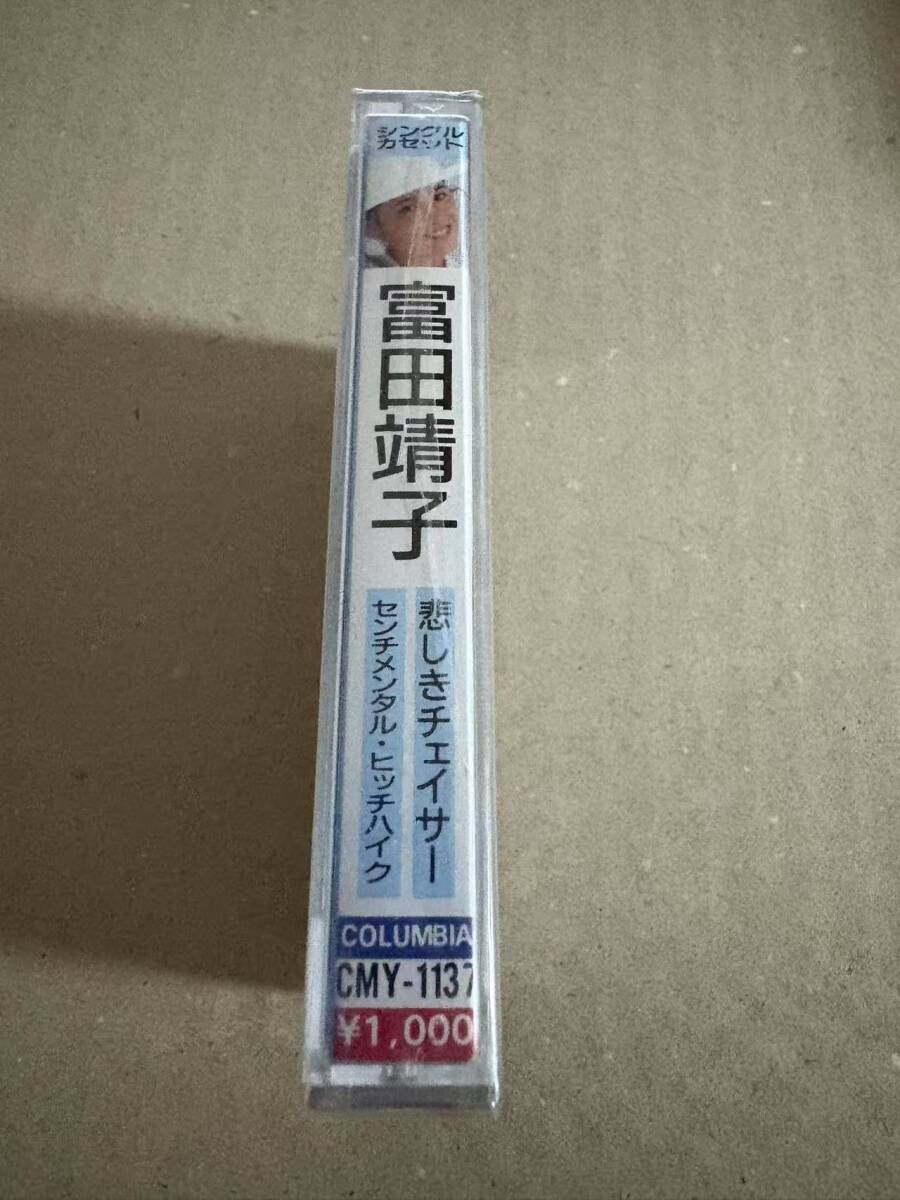 シングル
カセット
富田靖子
悲しきチェイサー
センチメンタル・ヒッチハイク
COLUMBIA
CMY-1137
¥1,000